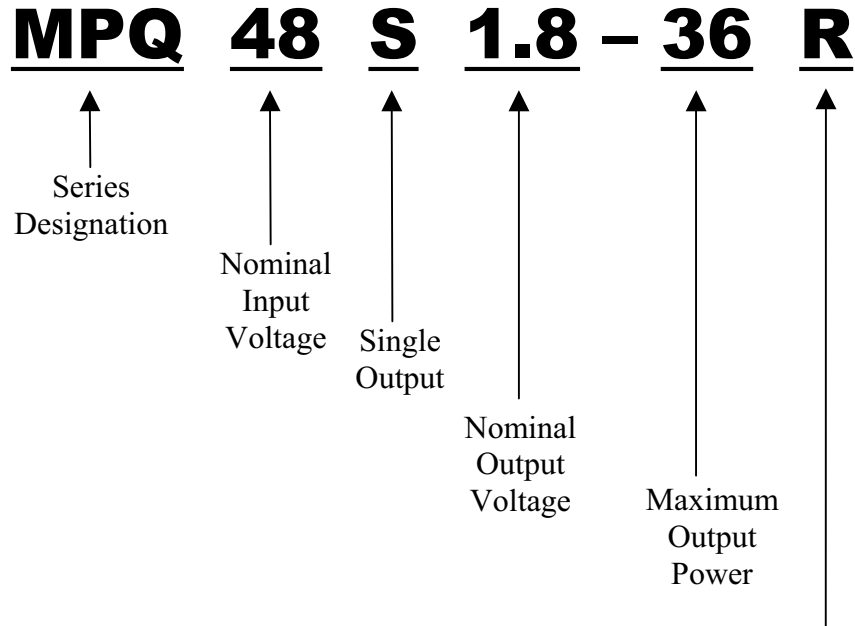 MPQ 48 S 1.8 – 36 R
Series
Designation
Nominal
Input
Voltage
Single
Output
Nominal
Output
Voltage
Maximum
Output
Power